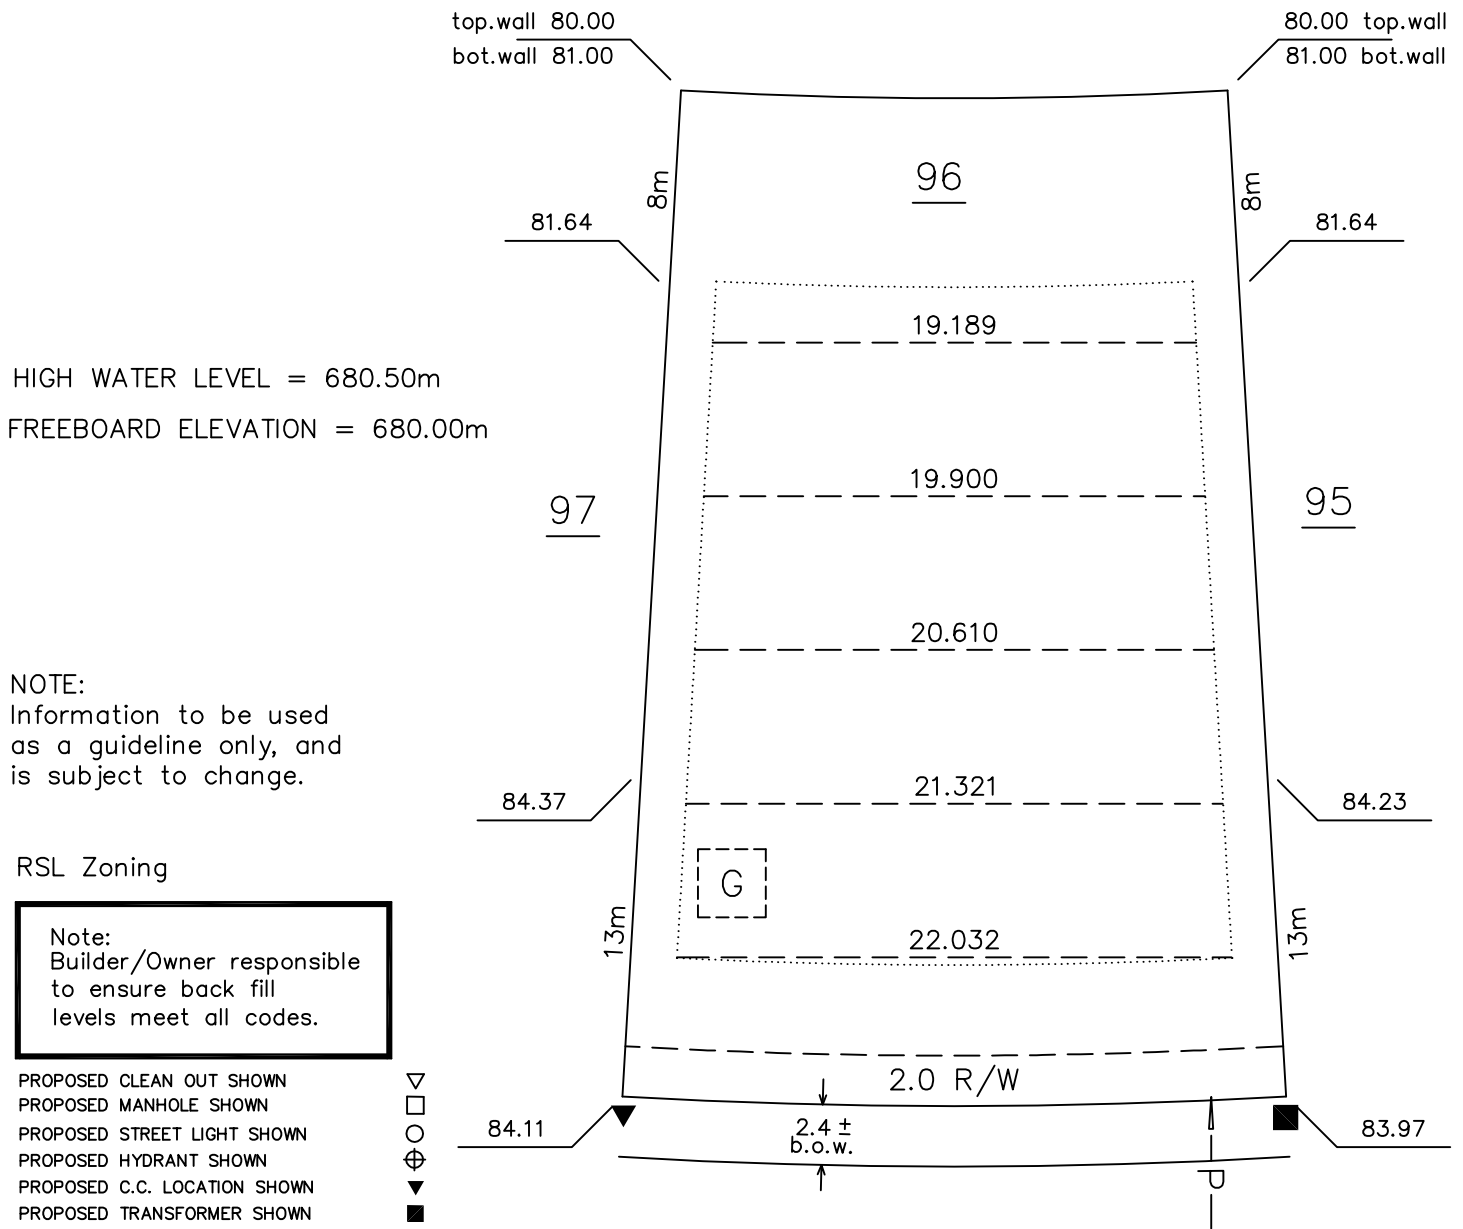 top.wall 80.00
bot.wall 81.00
80.00 top.wall
81.00 bot.wall
96
8m
8m
81.64
81.64
19.189
HIGH WATER LEVEL = 680.50m
FREEBOARD ELEVATION = 680.00m
19.900
97
95
20.610
NOTE:
Information to be used
as a guideline only, and
is subject to change.
84.37
21.321
84.23
RSL Zoning
G
Note:
Builder/Owner responsible
to ensure back fill
levels meet all codes.
13m
22.032
13m
2.0 R/W
PROPOSED CLEAN OUT SHOWN
PROPOSED MANHOLE SHOWN
PROPOSED STREET LIGHT SHOWN
PROPOSED HYDRANT SHOWN
PROPOSED C.C. LOCATION SHOWN
PROPOSED TRANSFORMER SHOWN
84.11
2.4 ±
b.o.w.
83.97
P